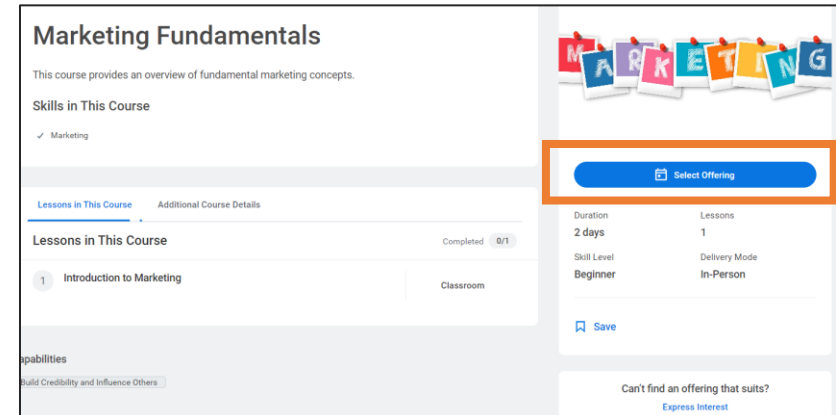 Marketing Fundamentals
This course provides an overview of fundamental marketing concepts.
Skills in This Course
Marketing
Lessons in This Course Additional Course Details
Lessons in This Course Completed 0/1
1 Introduction to Marketing Classroom
apabilities
Build Credibility and Influence Others
MARKETING
Select Offering
Duration Lessons
2 days 1
Skill Level Delivery Mode
Beginner In-Person
Save
Can't find an offering that suits?
Express Interest